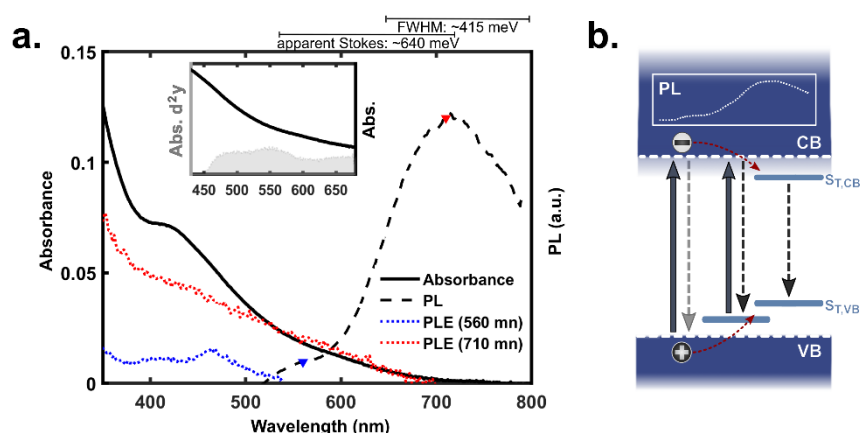 a.
FWHM: ~415 meV
apparent Stokes: ~640 meV
0.15
0.1
0.05
0
Absorbance
Abs. d²y
Abs.
450 500 550 600 650
Absorbance
PL
PLE (560 mn)
PLE (710 mn)
PL (a.u.)
400 500 600 700 800
Wavelength (nm)
b.
PL
CB
S_T,CB
S_T,VB
VB